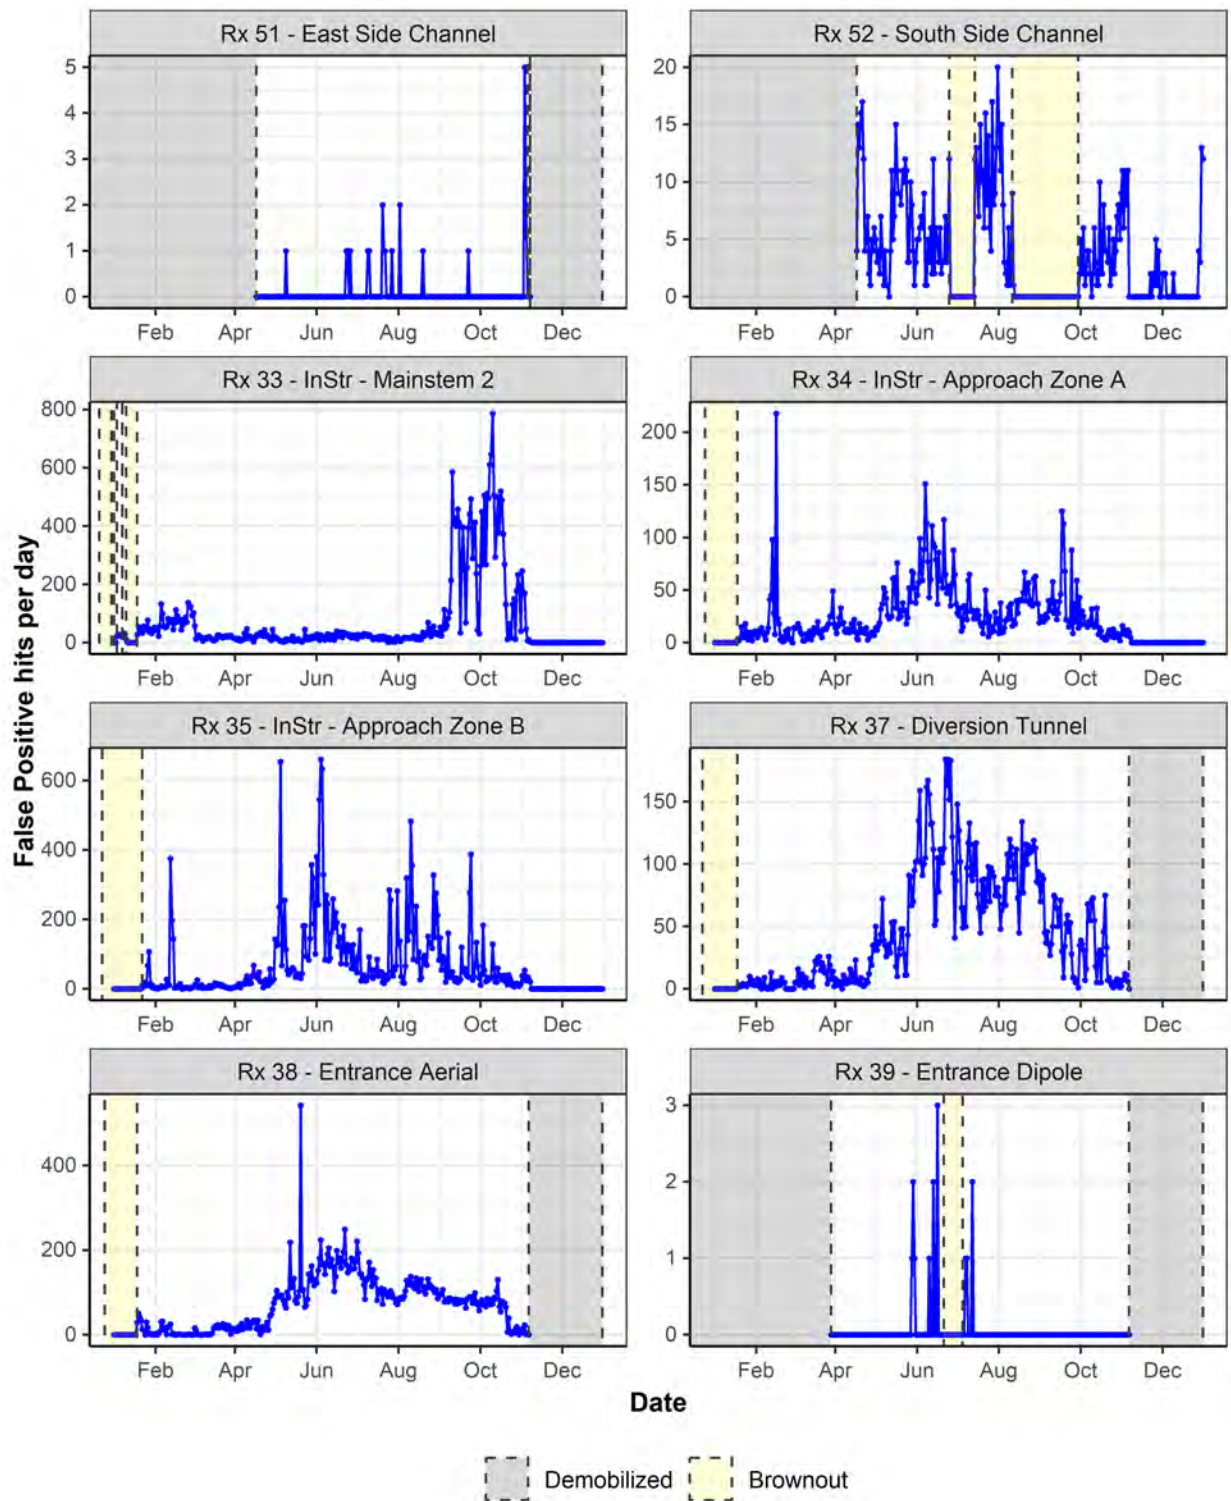 Rx 51 - East Side Channel
Rx 52 - South Side Channel
5
4
3
2
1
0
Feb Apr Jun Aug Oct Dec
20
15
10
5
0
Feb Apr Jun Aug Oct Dec
Rx 33 - InStr - Mainstem 2
Rx 34 - InStr - Approach Zone A
800
600
400
200
0
Feb Apr Jun Aug Oct Dec
200
150
100
50
0
Feb Apr Jun Aug Oct Dec
False Positive hits per day
Rx 35 - InStr - Approach Zone B
Rx 37 - Diversion Tunnel
600
400
200
0
Feb Apr Jun Aug Oct Dec
150
100
50
0
Feb Apr Jun Aug Oct Dec
Rx 38 - Entrance Aerial
Rx 39 - Entrance Dipole
400
200
0
Feb Apr Jun Aug Oct Dec
3
2
1
0
Feb Apr Jun Aug Oct Dec
Date
Demobilized Brownout